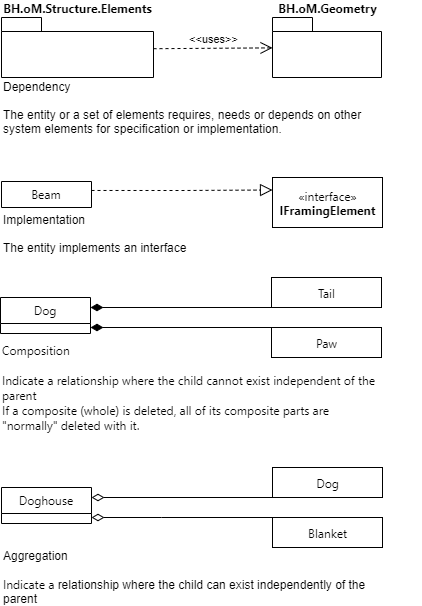 BH.oM.Structure.Elements
BH.oM.Geometry
<<uses>>
Dependency
The entity or a set of elements requires, needs or depends on other
system elements for specification or implementation.
Beam
«interface»
IFramingElement
Implementation
The entity implements an interface
Tail
Dog
Paw
Composition
Indicate a relationship where the child cannot exist independent of the
parent
If a composite (whole) is deleted, all of its composite parts are
"normally" deleted with it.
Dog
Doghouse
Blanket
Aggregation
Indicate a relationship where the child can exist independently of the
parent